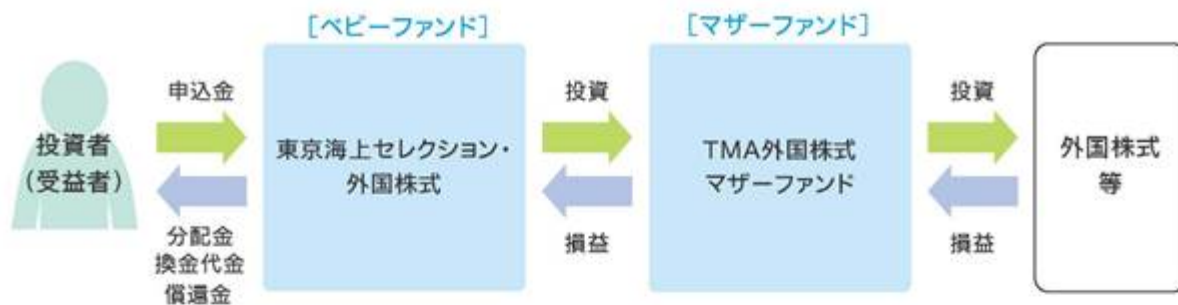 [ベビーファンド]
[マザーファンド]
申込金
投資
投資
投資者
(受益者)
東京海上セレクション・
外国株式
TMA外国株式
マザーファンド
外国株式
等
分配金
換金代金
償還金
損益
損益